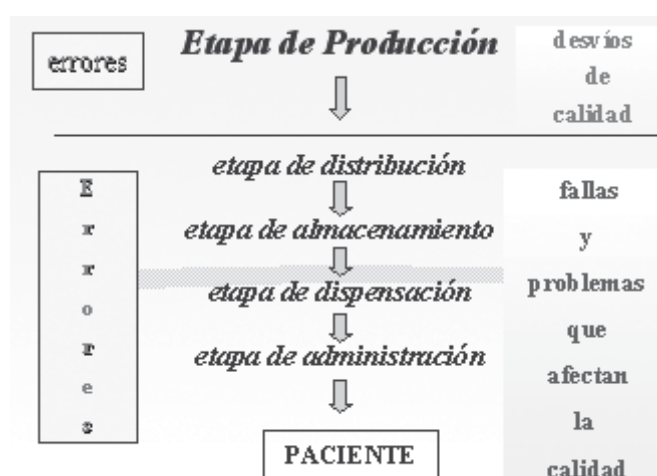 errores
Etapa de Producción
desvíos
de
calidad
E
r
r
o
r
e
s
etapa de distribución
etapa de almacenamiento
etapa de dispensación
etapa de administración
PACIENTE
fallas
y
problemas
que
afectan
la
calidad